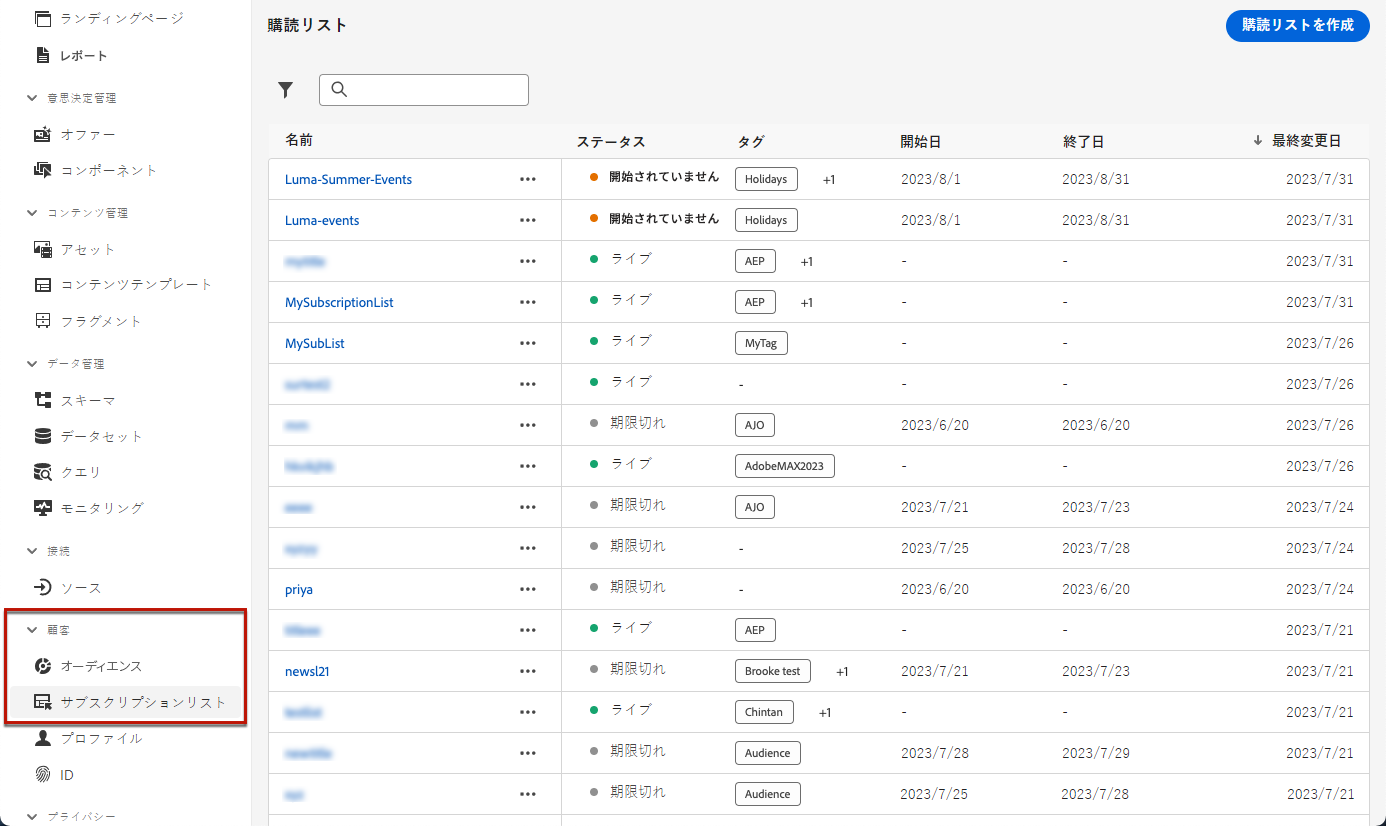 ランディングページ
レポート
意思決定管理
オファー
コンポーネント
コンテンツ管理
アセット
コンテンツテンプレート
フラグメント
データ管理
スキーマ
データセット
クエリ
モニタリング
接続
ソース
顧客
オーディエンス
サブスクリプションリスト
プロファイル
ID
プライバシー
購読リスト
購読リストを作成
名前 ステータス タグ 開始日 終了日 ↓ 最終変更日
Luma-Summer-Events ••• 開始されていません Holidays +1 2023/8/1 2023/8/31 2023/7/31
Luma-events ••• 開始されていません Holidays 2023/8/1 2023/8/31 2023/7/31
••• ライブ AEP +1 - - 2023/7/31
MySubscriptionList ••• ライブ AEP +1 - - 2023/7/31
MySubList ••• ライブ MyTag - - 2023/7/26
••• ライブ - - - 2023/7/26
••• 期限切れ AJO 2023/6/20 2023/6/20 2023/7/26
••• ライブ AdobeMAX2023 - - 2023/7/26
••• 期限切れ AJO 2023/7/21 2023/7/23 2023/7/24
••• 期限切れ - 2023/7/25 2023/7/28 2023/7/24
priya ••• 期限切れ - 2023/6/20 2023/6/20 2023/7/24
••• ライブ AEP - - 2023/7/21
newsl21 ••• 期限切れ Brooke test +1 2023/7/21 2023/7/23 2023/7/21
••• ライブ Chintan +1 - - 2023/7/21
••• 期限切れ Audience 2023/7/28 2023/7/29 2023/7/21
••• 期限切れ Audience 2023/7/25 2023/7/28 2023/7/21